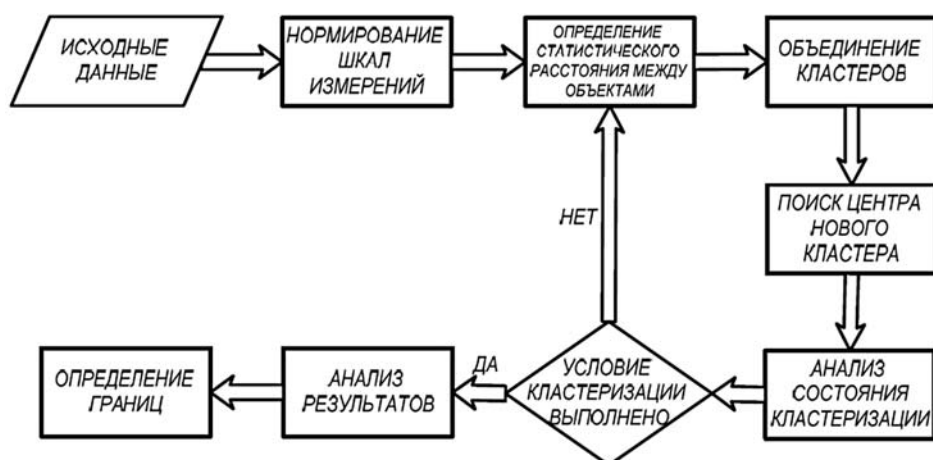 ИСХОДНЫЕ
ДАННЫЕ
НОРМИРОВАНИЕ
ШКАЛ
ИЗМЕРЕНИЙ
ОПРЕДЕЛЕНИЕ
СТАТИСТИЧЕСКОГО
РАССТОЯНИЯ МЕЖДУ
ОБЪЕКТАМИ
ОБЪЕДИНЕНИЕ
КЛАСТЕРОВ
ПОИСК ЦЕНТРА
НОВОГО
КЛАСТЕРА
АНАЛИЗ
СОСТОЯНИЯ
КЛАСТЕРИЗАЦИИ
УСЛОВИЕ
КЛАСТЕРИЗАЦИИ
ВЫПОЛНЕНО
НЕТ
ДА
АНАЛИЗ
РЕЗУЛЬТАТОВ
ОПРЕДЕЛЕНИЕ
ГРАНИЦ